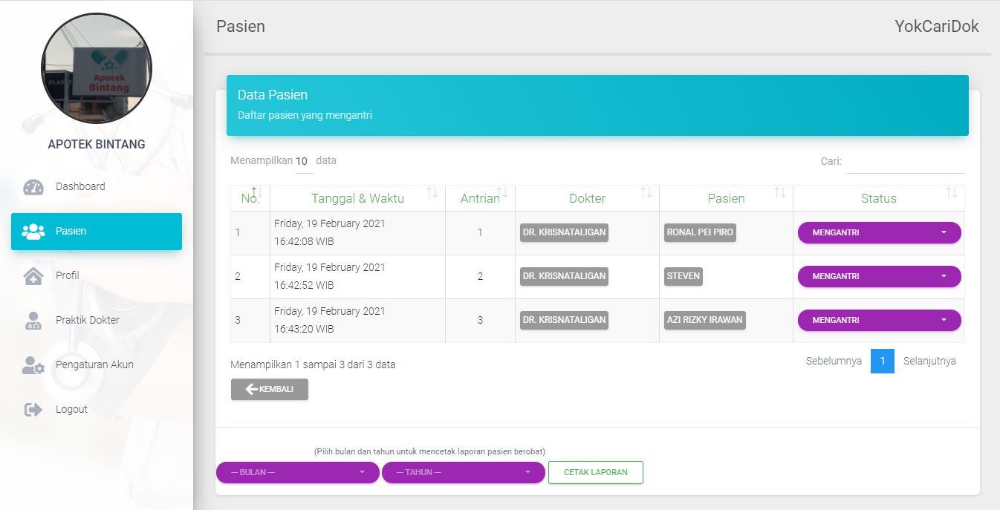 Apotek
Bintang
APOTEK BINTANG
Dashboard
Pasien
Profil
Praktik Dokter
Pengaturan Akun
Logout
Pasien
YokCariDok
Data Pasien
Daftar pasien yang mengantri
Menampilkan 10 data
Cari:
No. Tanggal & Waktu Antrian Dokter Pasien Status
1 Friday, 19 February 2021 16:42:08 WIB 1 DR. KRISNATALIGAN RONAL PEI PIRO MENGANTRI
2 Friday, 19 February 2021 16:42:52 WIB 2 DR. KRISNATALIGAN STEVEN MENGANTRI
3 Friday, 19 February 2021 16:43:20 WIB 3 DR. KRISNATALIGAN AZI RIZKY IRAWAN MENGANTRI
Menampilkan 1 sampai 3 dari 3 data
Sebelumnya 1 Selanjutnya
KEMBALI
(Pilih bulan dan tahun untuk mencetak laporan pasien berobat)
— BULAN — — TAHUN — CETAK LAPORAN